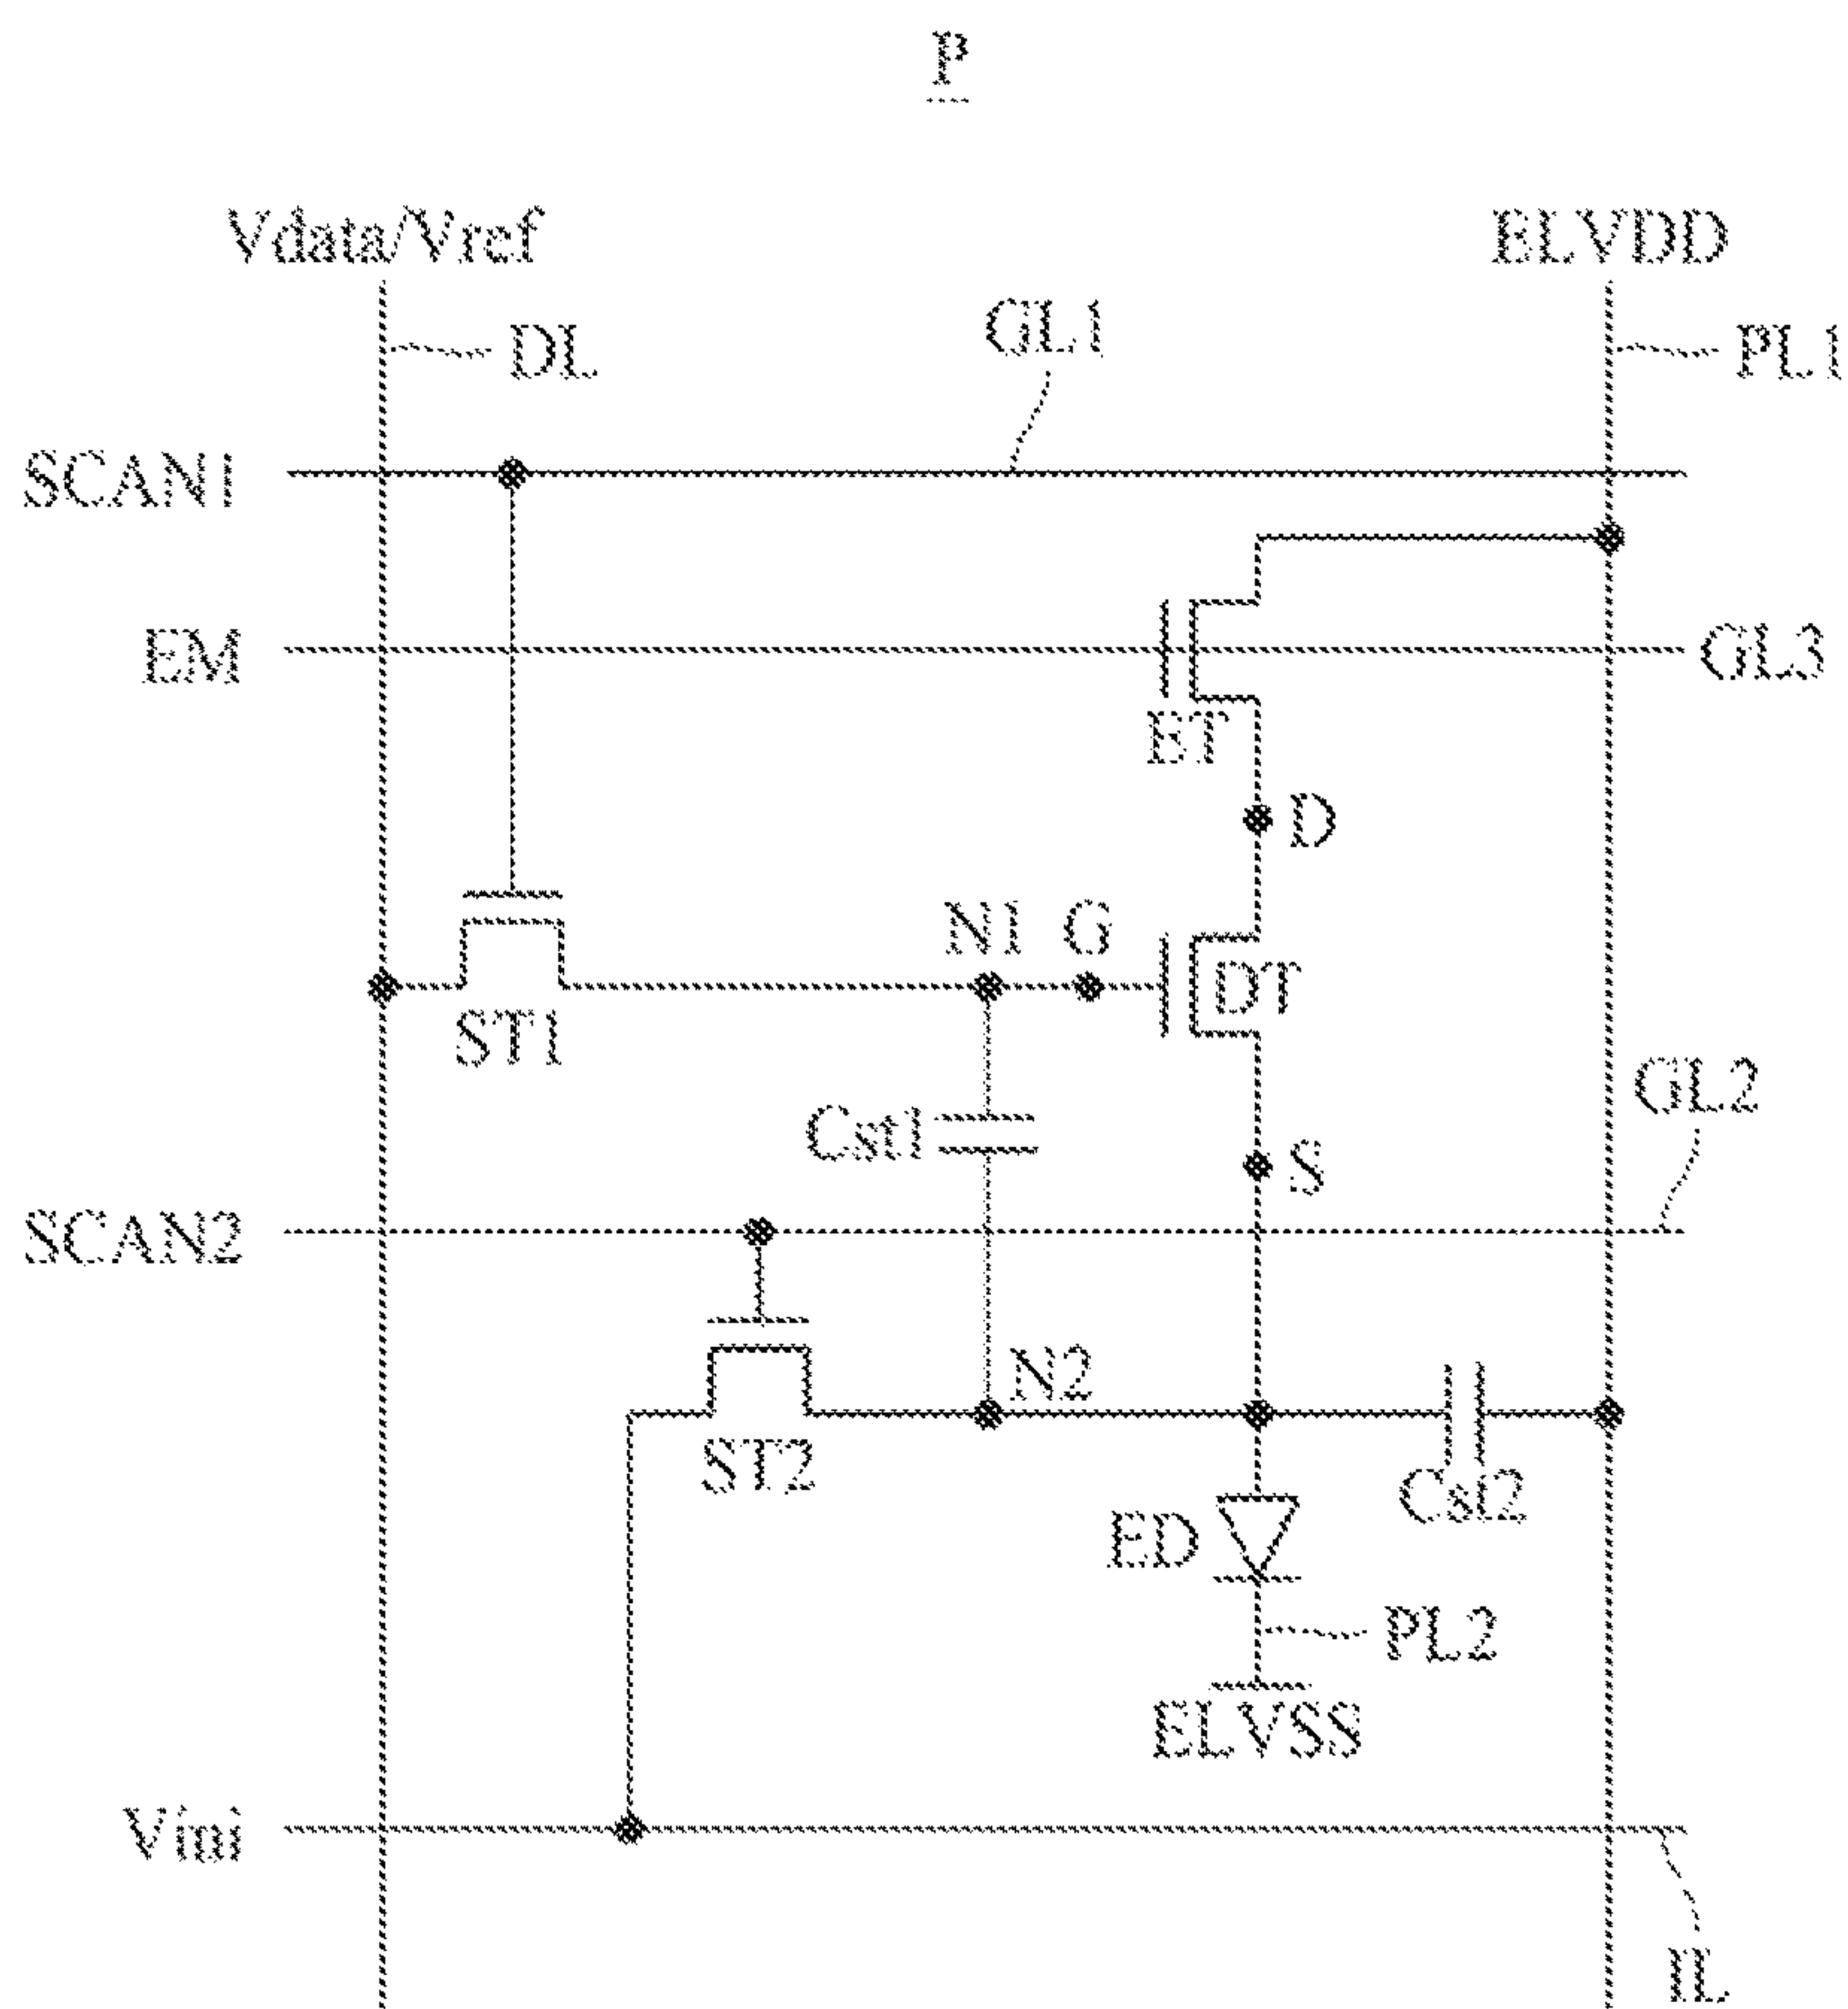 P
Vdata/Vref
ELVDD
DL
GL1
PL1
SCAN1
EM
GL3
ET
D
N1
G
DT
ST1
GL2
Cst1
S
SCAN2
N2
ST2
Cst2
ED
PL2
ELVSS
Vini
IL